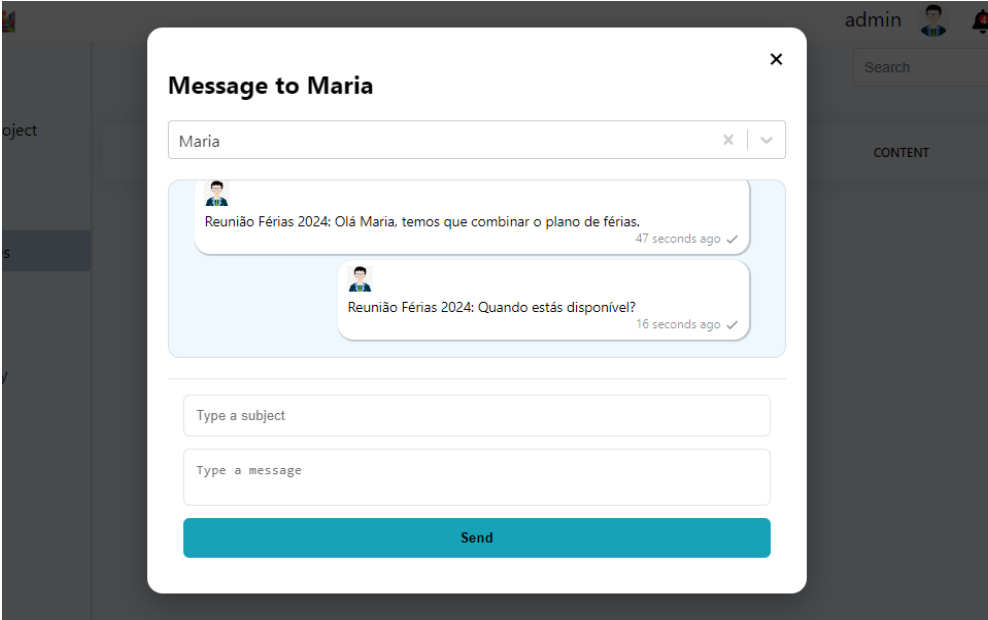 admin
4
Search
oject
CONTENT
s
y
Message to Maria
Maria
Reunião Férias 2024: Olá Maria, temos que combinar o plano de férias.
47 seconds ago
Reunião Férias 2024: Quando estás disponível?
16 seconds ago
Type a subject
Type a message
Send